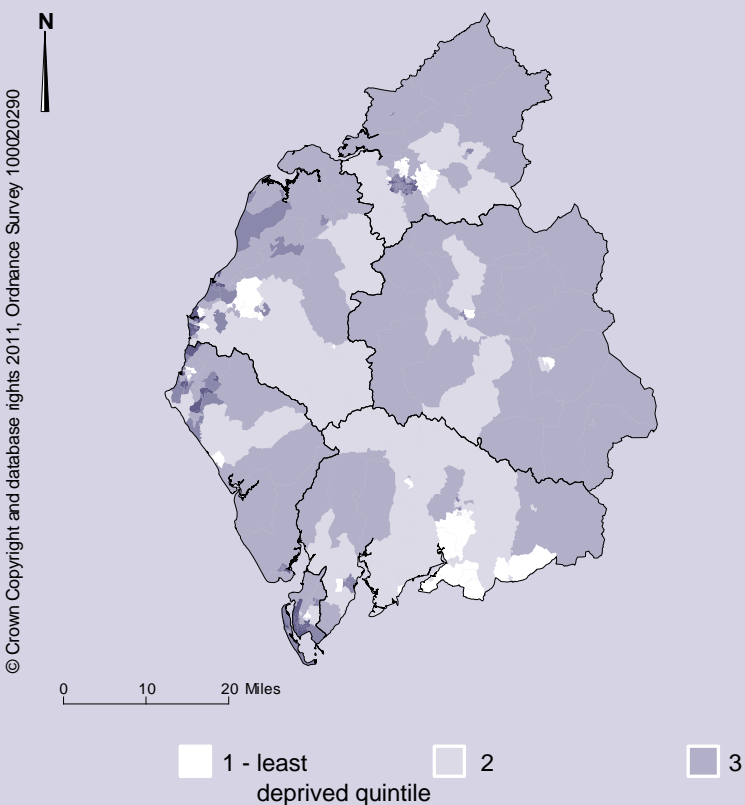 N
© Crown Copyright and database rights 2011, Ordnance Survey 100020290
0 10 20 Miles
1 - least
deprived quintile
2
3